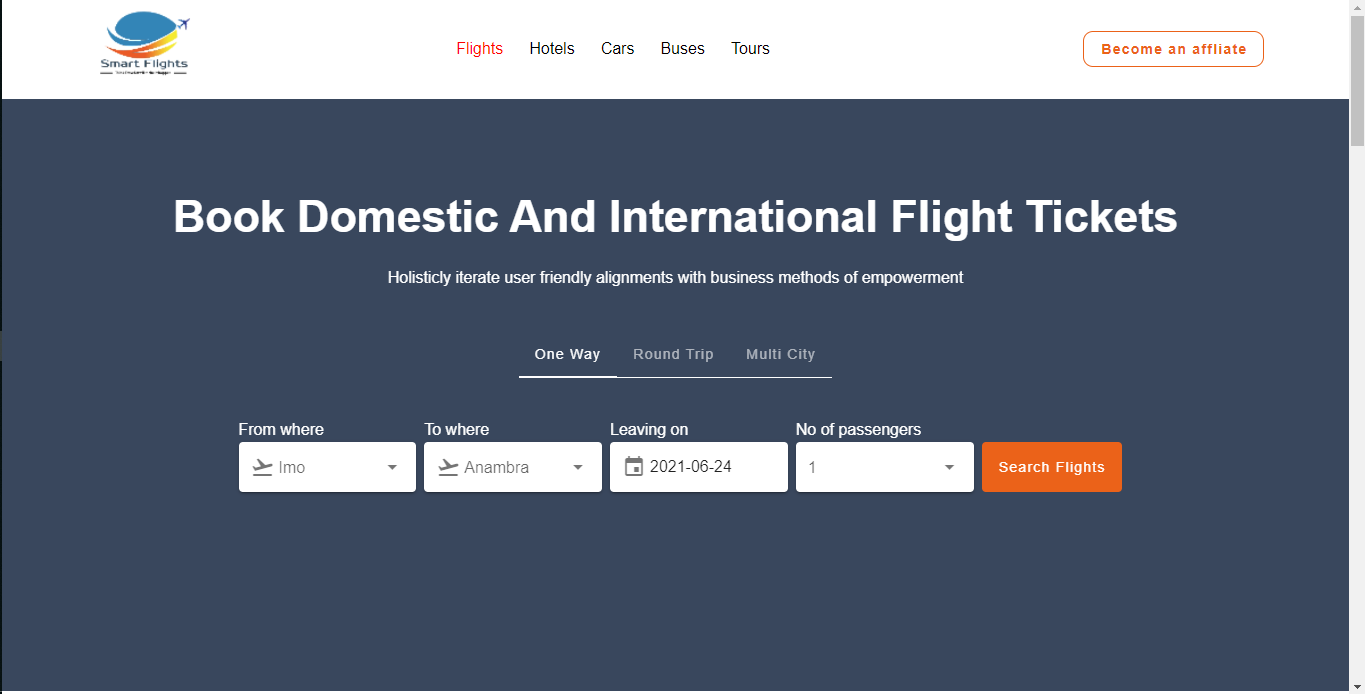 Smart Flights
Flights Hotels Cars Buses Tours
Become an affliate
Book Domestic And International Flight Tickets
Holisticly iterate user friendly alignments with business methods of empowerment
One Way Round Trip Multi City
From where To where Leaving on No of passengers
Imo Anambra 2021-06-24 1 Search Flights